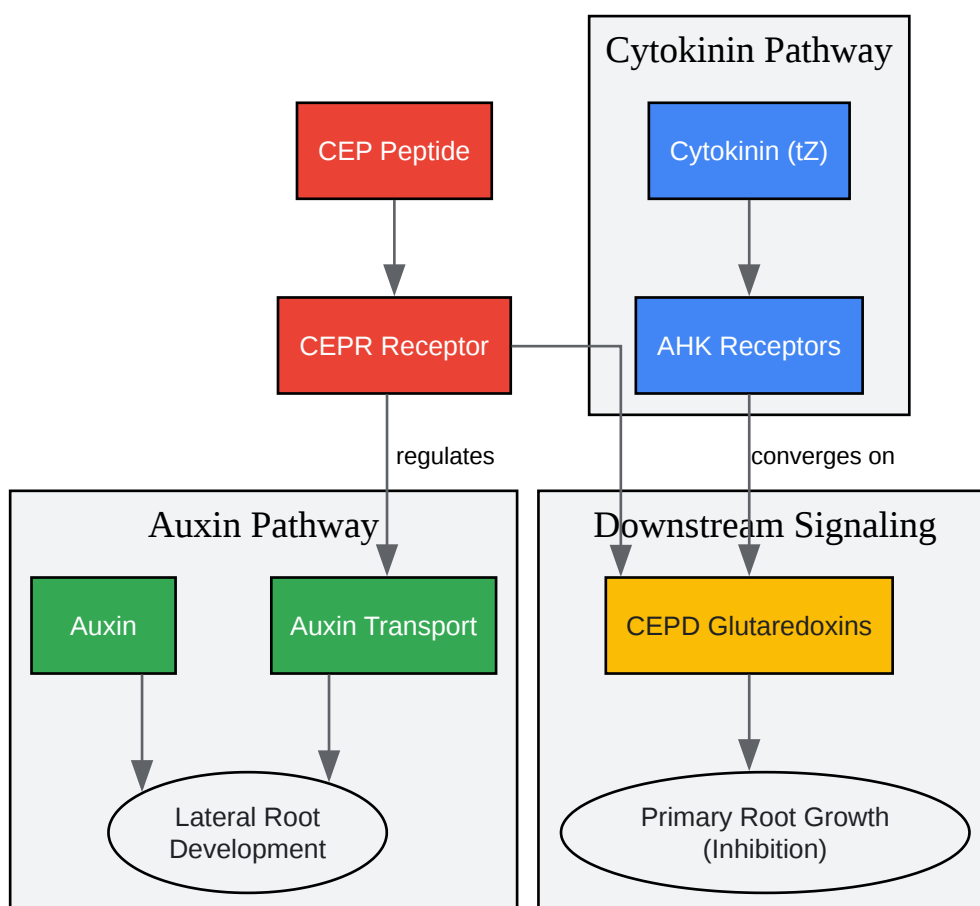 Cytokinin Pathway
CEP Peptide
Cytokinin (tZ)
CEPR Receptor
AHK Receptors
regulates
converges on
Auxin Pathway
Downstream Signaling
Auxin
Auxin Transport
CEPD Glutaredoxins
Lateral Root
Development
Primary Root Growth
(Inhibition)